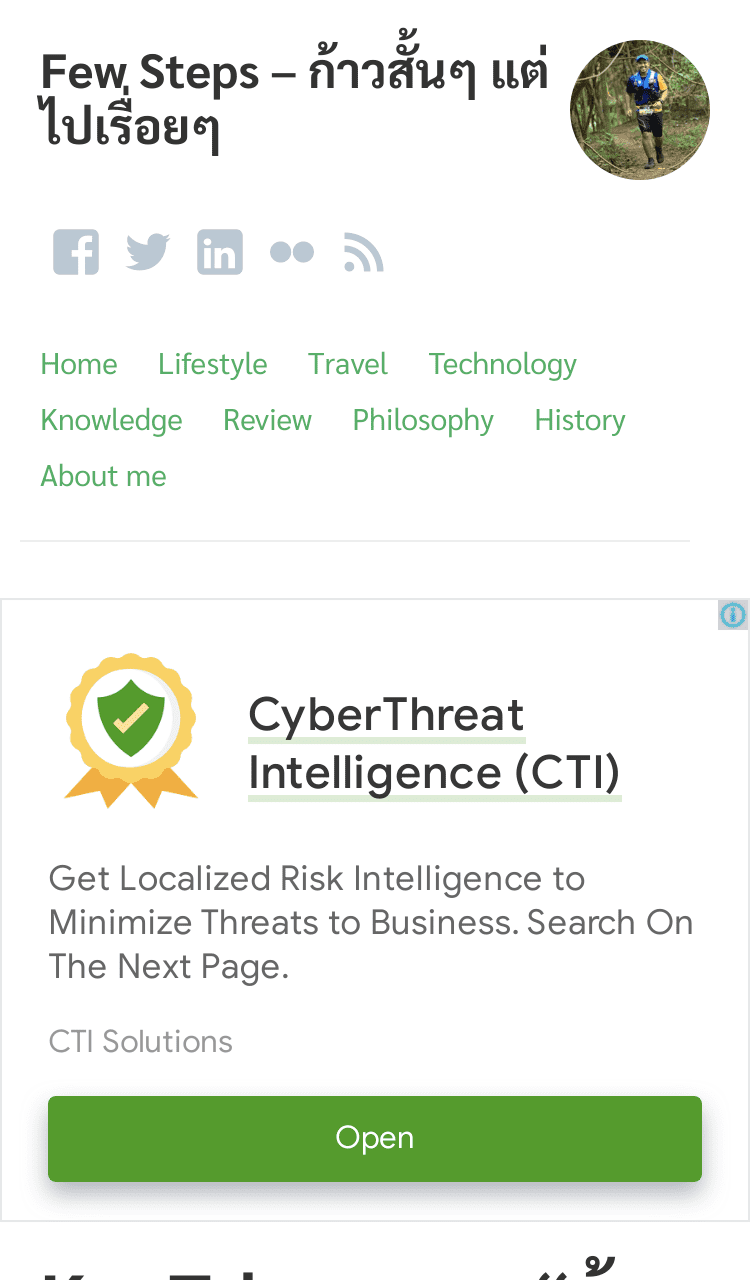 Few Steps – ก้าวสั้นๆ แต่
ไปเรื่อยๆ
Home Lifestyle Travel Technology
Knowledge Review Philosophy History
About me
CyberThreat
Intelligence (CTI)
Get Localized Risk Intelligence to
Minimize Threats to Business. Search On
The Next Page.
CTI Solutions
Open